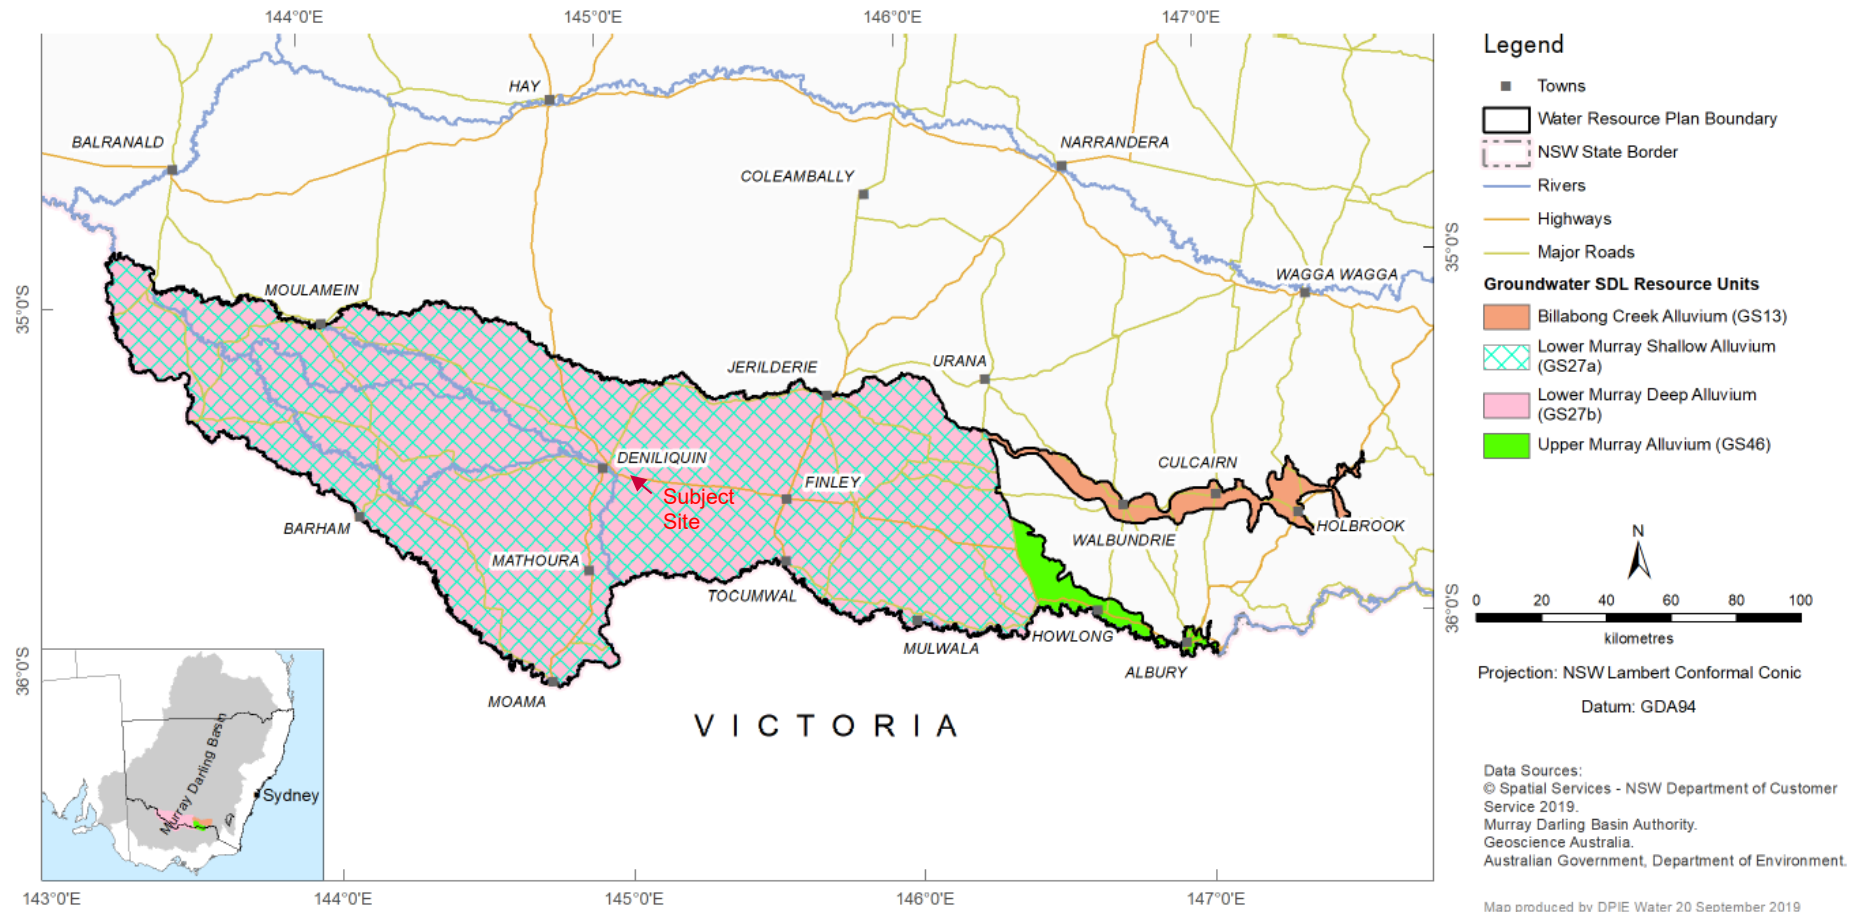 144°0'E
145°0'E
146°0'E
147°0'E
HAY
BALRANALD
NARRANDERA
COLEAMBALLY
35°0'S
WAGGA WAGGA
MOULAMEIN
35°0'S
JERILDERIE
URANA
DENILIQUIN
CULCAIRN
FINLEY
Subject
Site
BARHAM
HOLBROOK
WALBUNDRIE
MATHOURA
TOCUMWAL
36°0'S
HOWLONG
MULWALA
ALBURY
36°0'S
MOAMA
VICTORIA
Murray Darling Basin
Sydney
143°0'E
144°0'E
145°0'E
146°0'E
147°0'E
Legend
Towns
Water Resource Plan Boundary
NSW State Border
Rivers
Highways
Major Roads
Groundwater SDL Resource Units
Billabong Creek Alluvium (GS13)
Lower Murray Shallow Alluvium
(GS27a)
Lower Murray Deep Alluvium
(GS27b)
Upper Murray Alluvium (GS46)
N
0 20 40 60 80 100
kilometres
Projection: NSW Lambert Conformal Conic
Datum: GDA94
Data Sources:
© Spatial Services - NSW Department of Customer
Service 2019.
Murray Darling Basin Authority.
Geoscience Australia.
Australian Government, Department of Environment.
Map produced by DPIE Water 20 September 2019